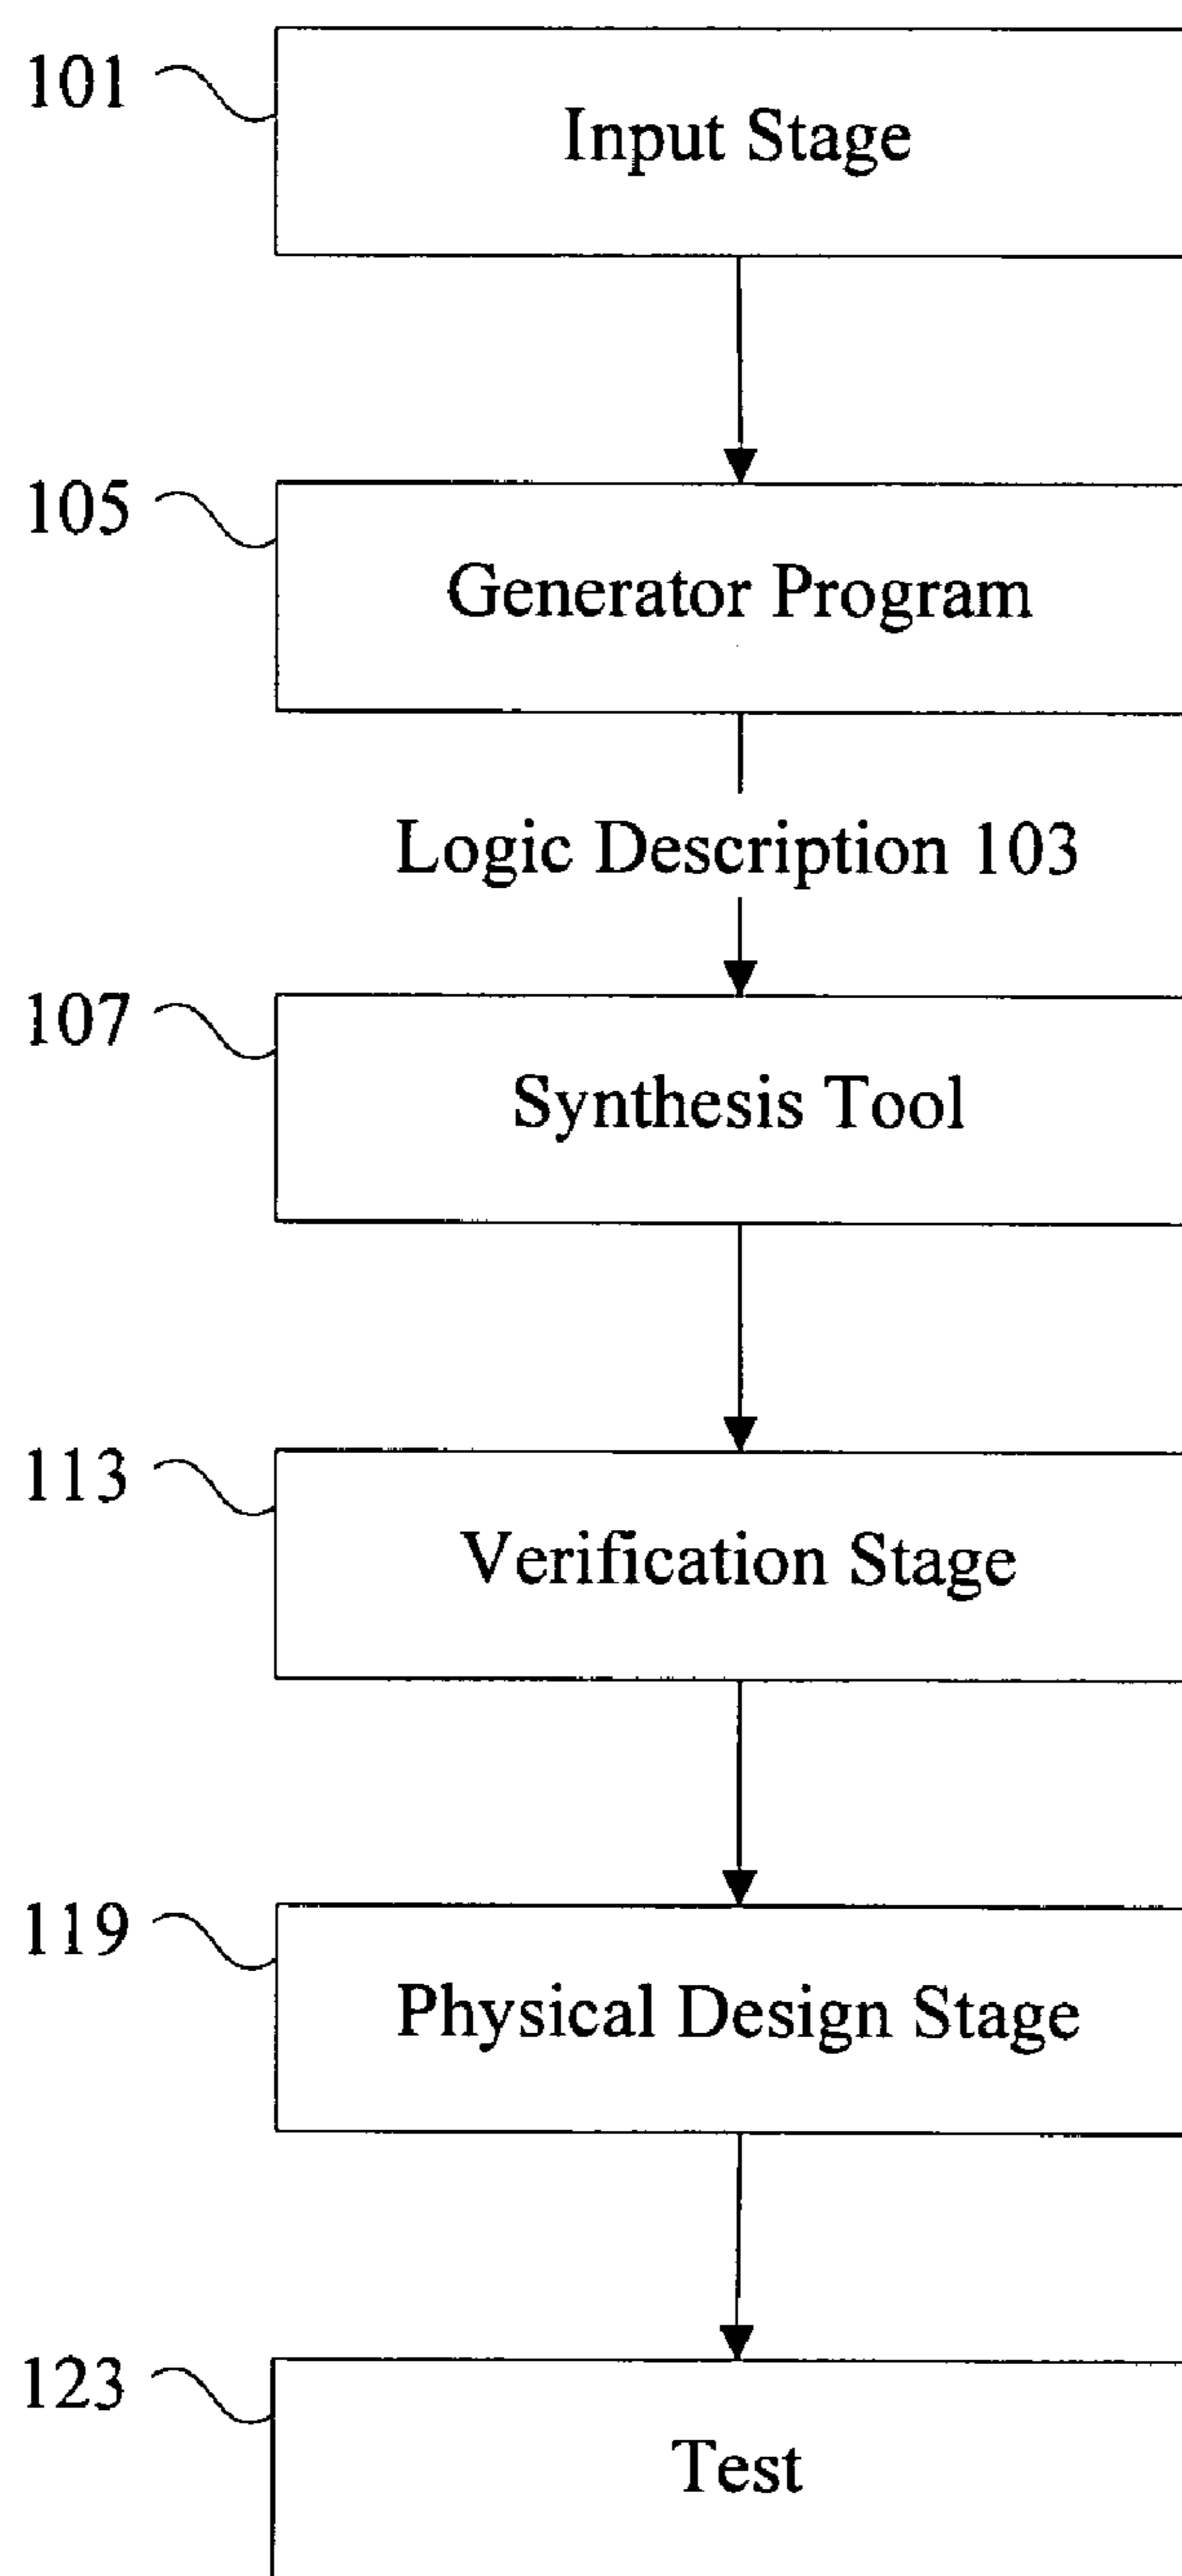 101
Input Stage
105
Generator Program
Logic Description 103
107
Synthesis Tool
113
Verification Stage
119
Physical Design Stage
123
Test